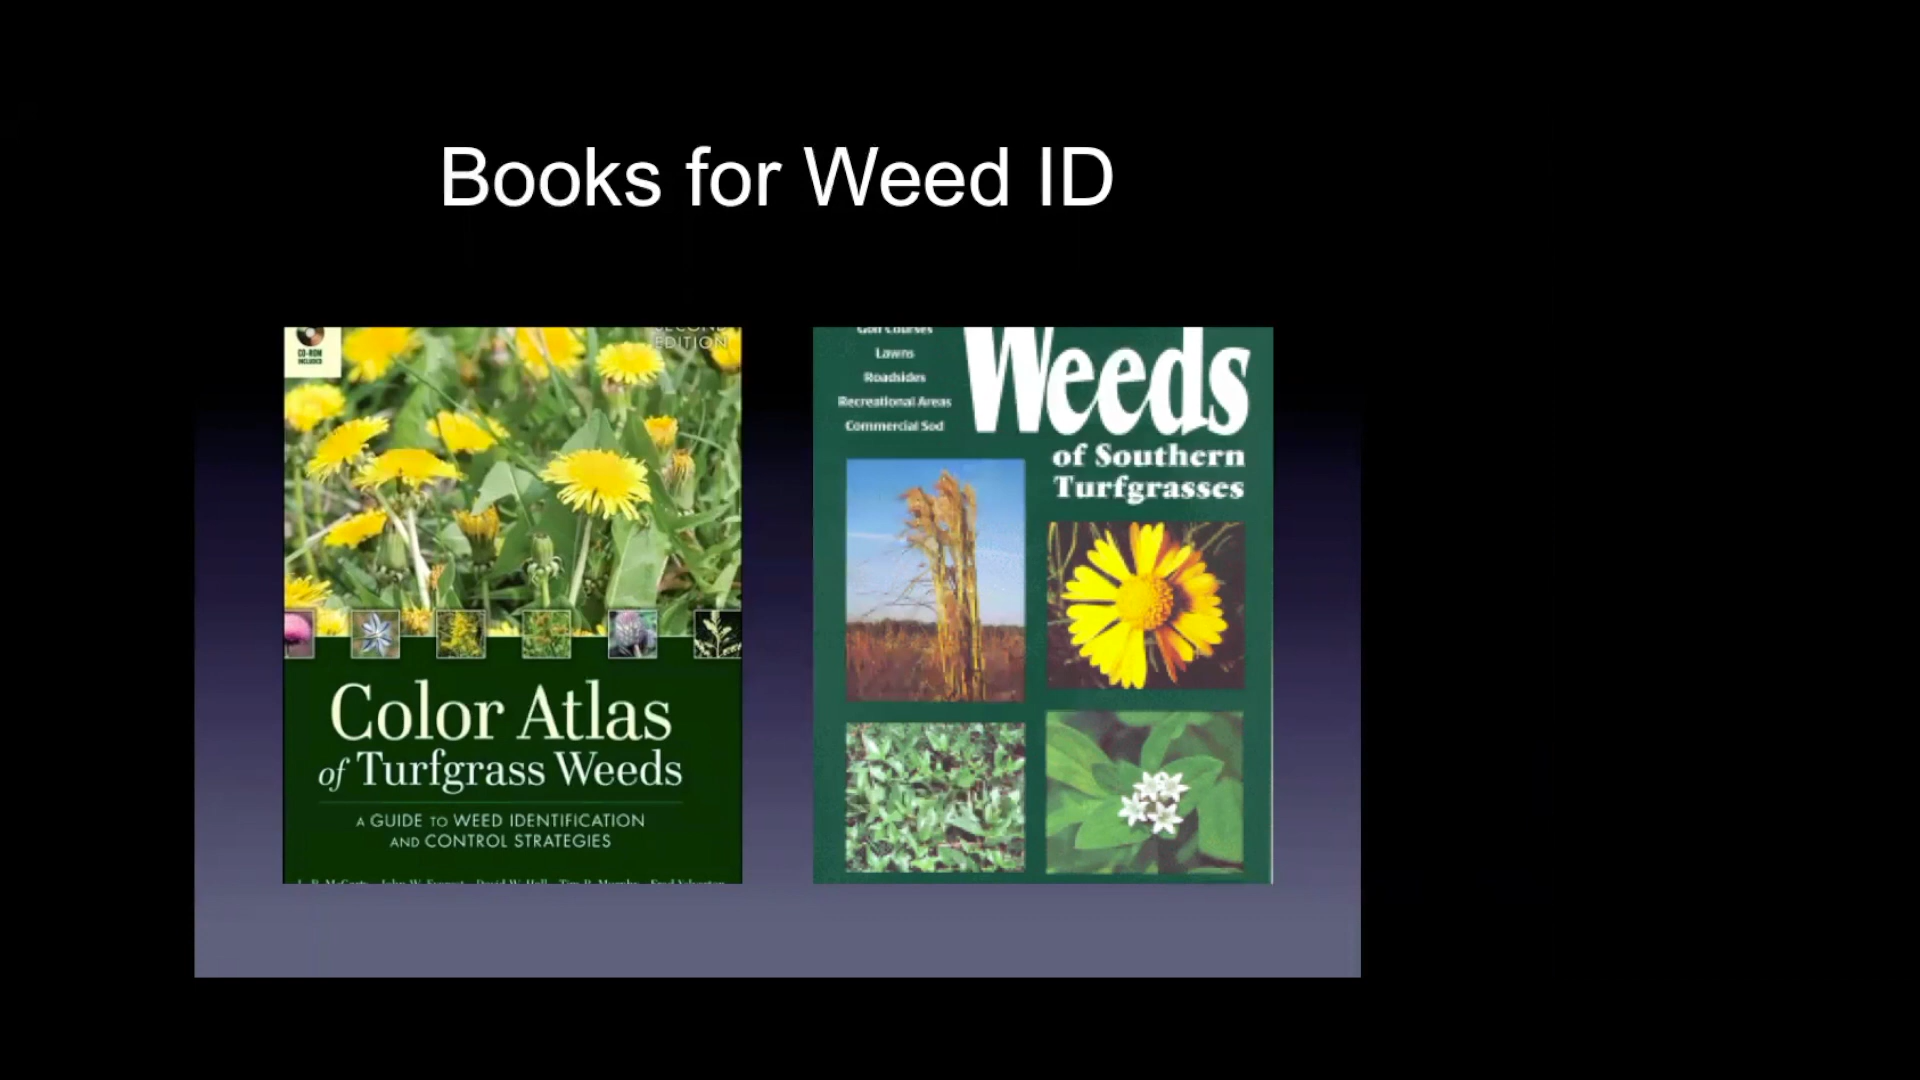 Books for Weed ID
CD-ROM
INCLUDED
SECOND
EDITION
Color Atlas
of Turfgrass Weeds
A GUIDE TO WEED IDENTIFICATION
AND CONTROL STRATEGIES
Golf Courses
Lawns
Roadsides
Recreational Areas
Commercial Sod
Weeds
of Southern
Turfgrasses